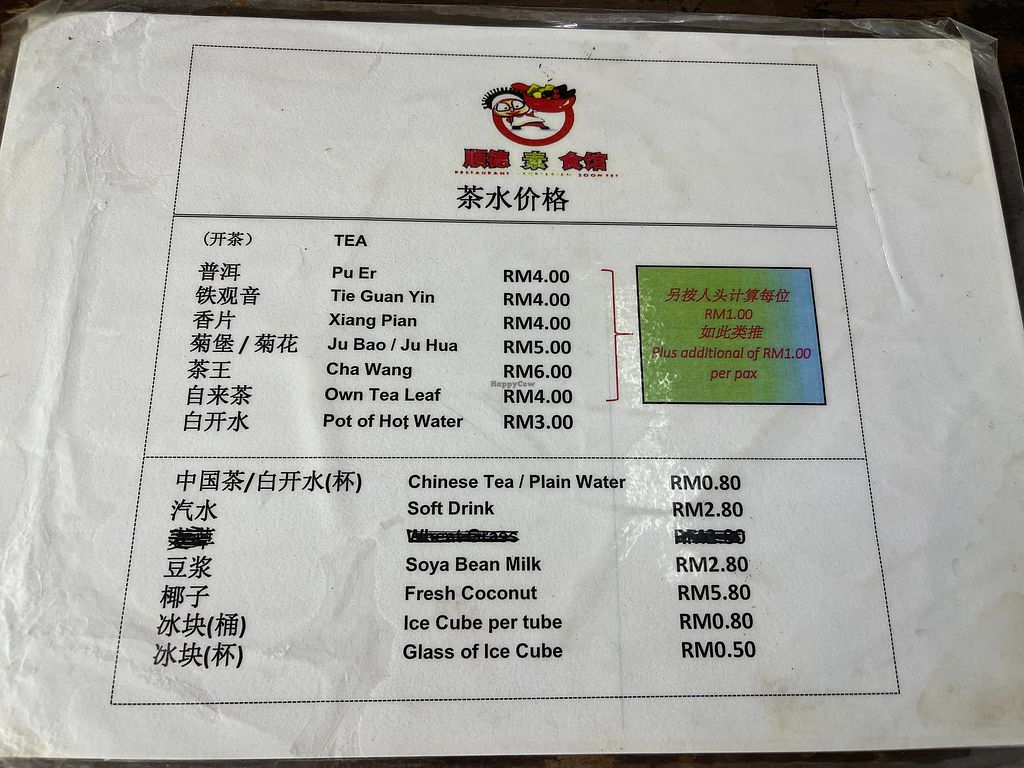 顺德 素 食馆
茶水价格
(开茶) TEA
普洱 Pu Er RM4.00
铁观音 Tie Guan Yin RM4.00
香片 Xiang Pian RM4.00
菊堡 / 菊花 Ju Bao / Ju Hua RM5.00
茶王 Cha Wang RM6.00
自来茶 Own Tea Leaf RM4.00
白开水 Pot of Hot Water RM3.00
另按人头计算每位
RM1.00
如此类推
Plus additional of RM1.00
per pax
HappyCow
中国茶/白开水(杯) Chinese Tea / Plain Water RM0.80
汽水 Soft Drink RM2.80
豆浆 Soya Bean Milk RM2.80
椰子 Fresh Coconut RM5.80
冰块(桶) Ice Cube per tube RM0.80
冰块(杯) Glass of Ice Cube RM0.50